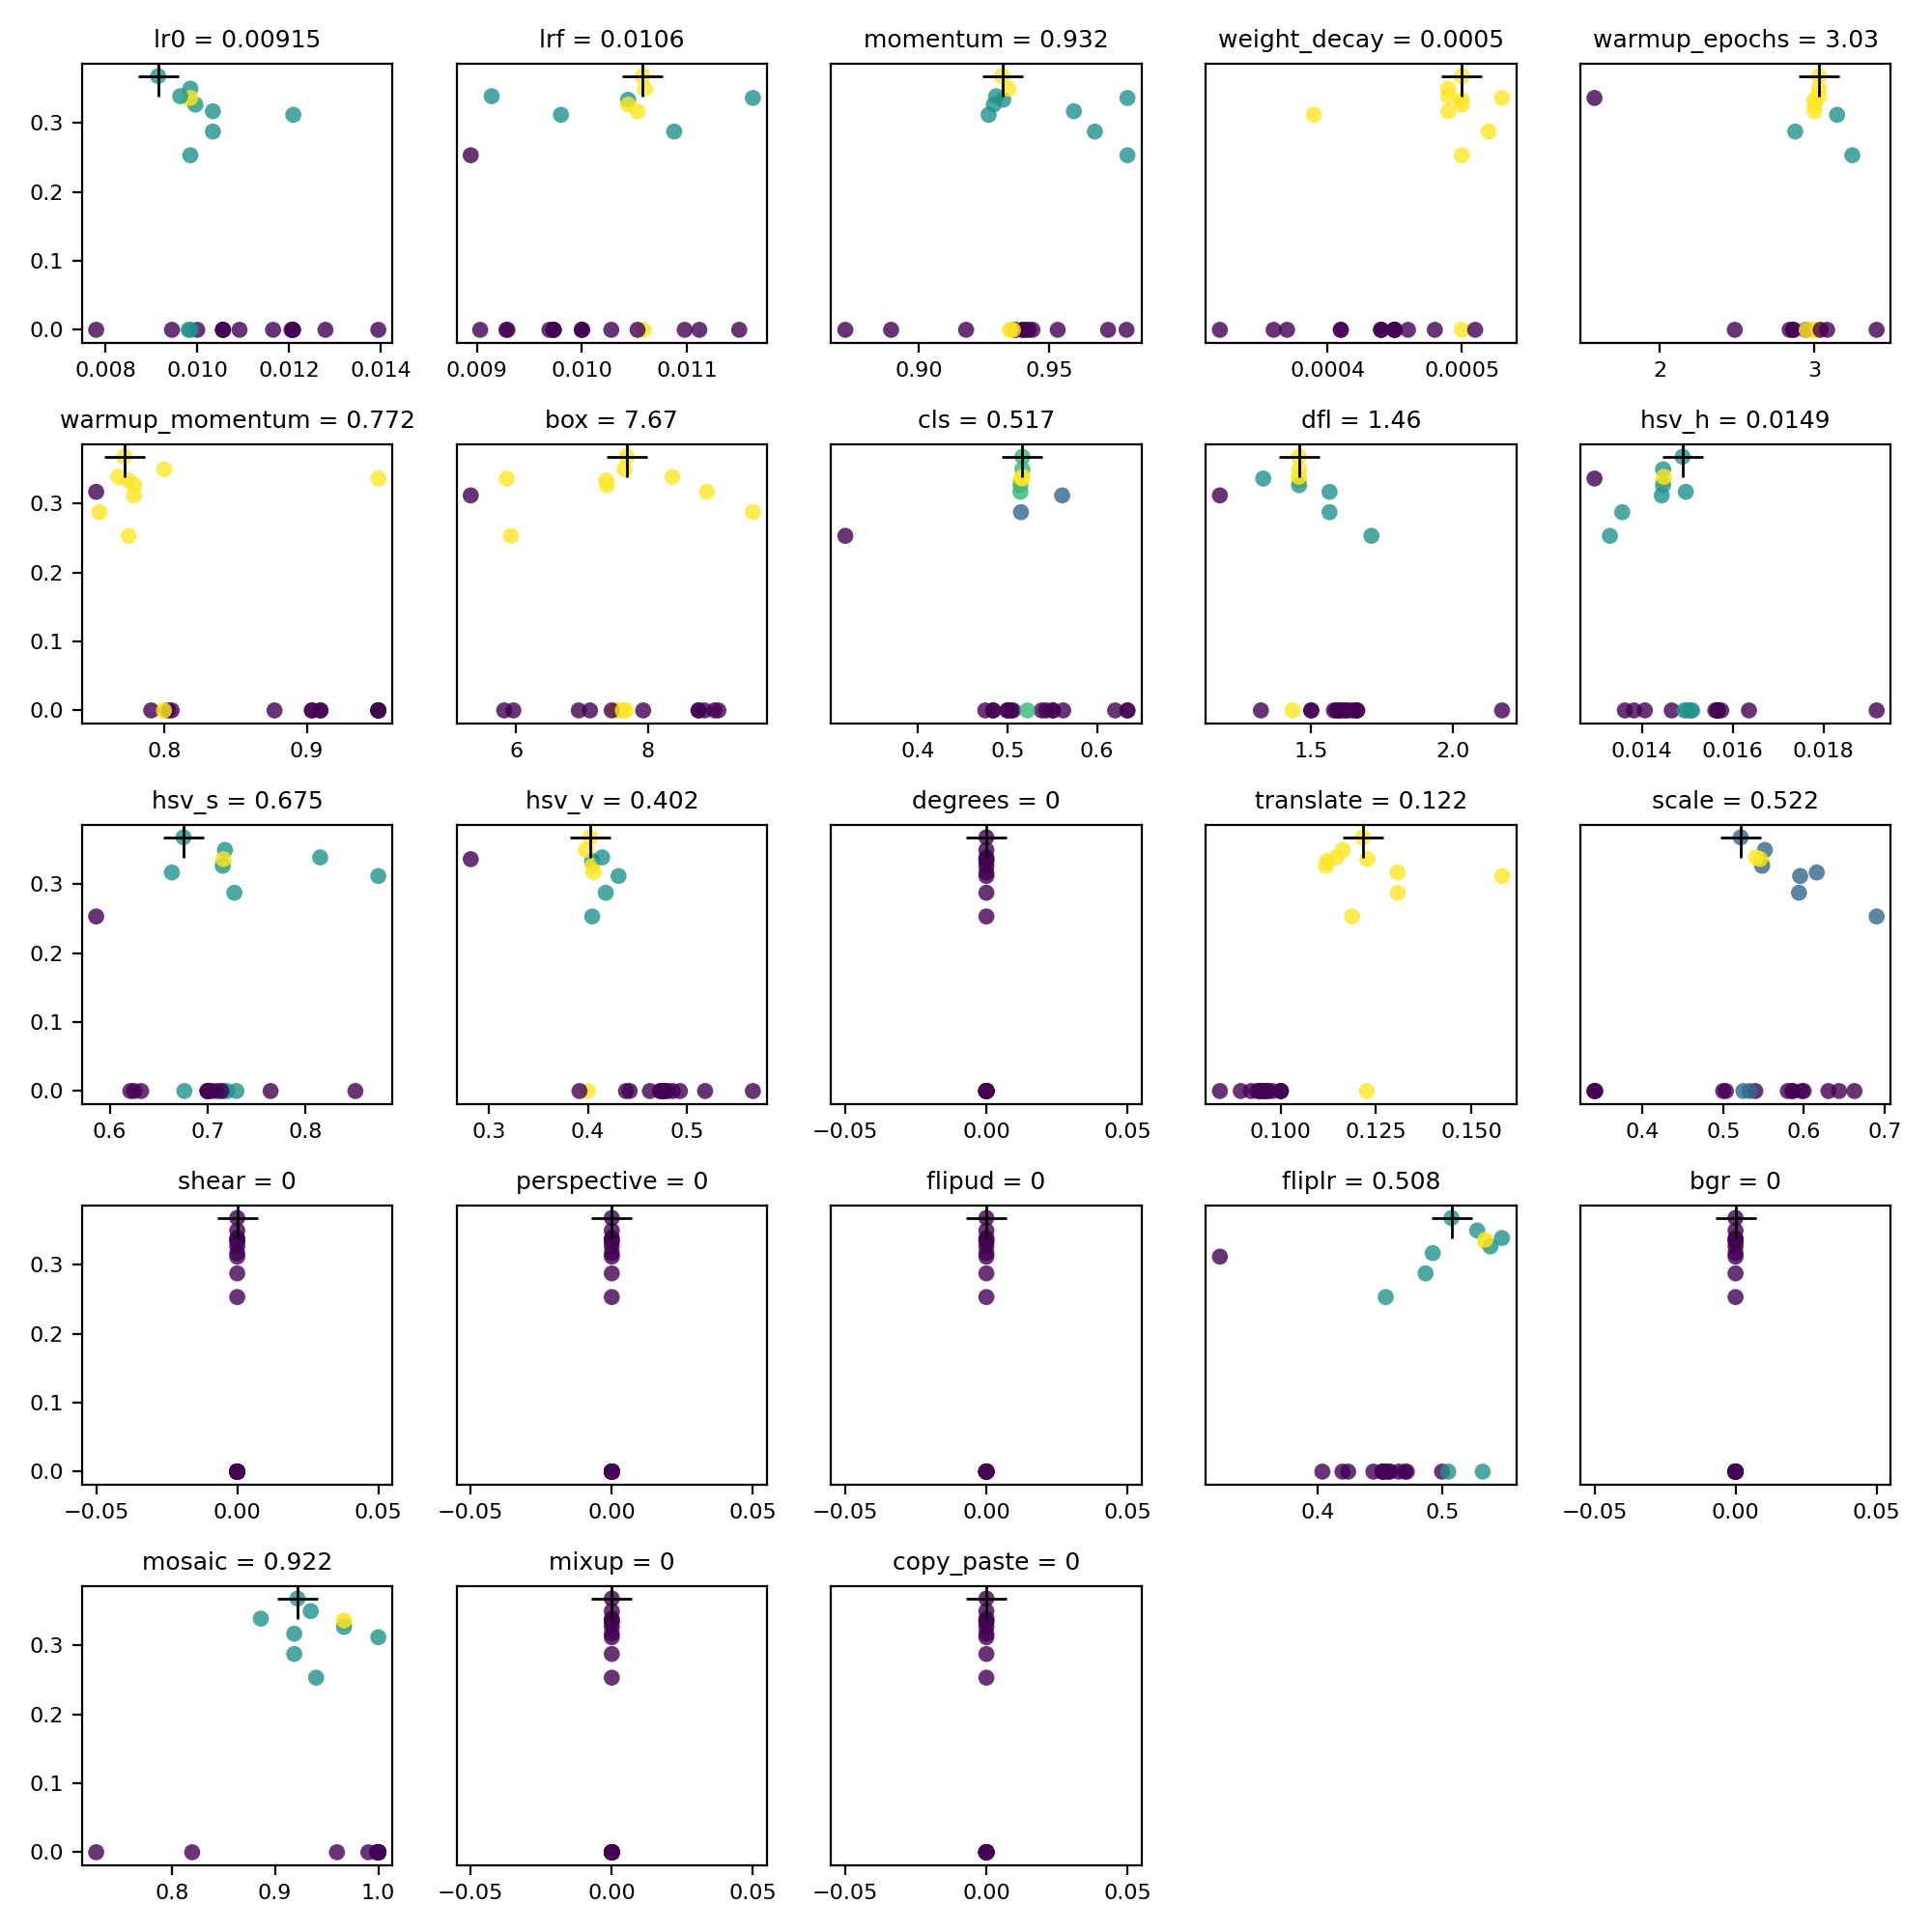 lr0 = 0.00915 lrf = 0.0106 momentum = 0.932 weight_decay = 0.0005 warmup_epochs = 3.03
0.3
0.2
0.1
0.0
0.008 0.010 0.012 0.014 0.009 0.010 0.011 0.90 0.95 0.0004 0.0005 2 3
warmup_momentum = 0.772 box = 7.67 cls = 0.517 dfl = 1.46 hsv_h = 0.0149
0.3
0.2
0.1
0.0
0.8 0.9 6 8 0.4 0.5 0.6 1.5 2.0 0.014 0.016 0.018
hsv_s = 0.675 hsv_v = 0.402 degrees = 0 translate = 0.122 scale = 0.522
0.3
0.2
0.1
0.0
0.6 0.7 0.8 0.3 0.4 0.5 −0.05 0.00 0.05 0.100 0.125 0.150 0.4 0.5 0.6 0.7
shear = 0 perspective = 0 flipud = 0 fliplr = 0.508 bgr = 0
0.3
0.2
0.1
0.0
−0.05 0.00 0.05 −0.05 0.00 0.05 −0.05 0.00 0.05 0.4 0.5 −0.05 0.00 0.05
mosaic = 0.922 mixup = 0 copy_paste = 0
0.3
0.2
0.1
0.0
0.8 0.9 1.0 −0.05 0.00 0.05 −0.05 0.00 0.05